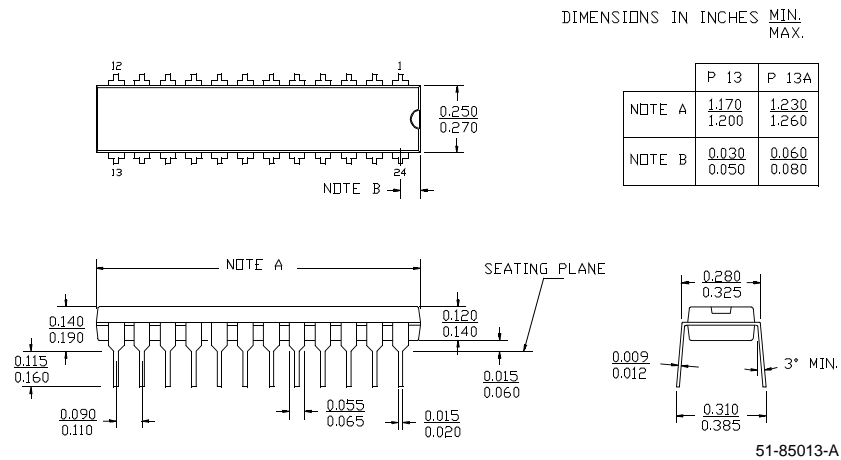 DIMENSIONS IN INCHES MIN.
MAX.
P 13 P 13A
NOTE A 1.170 1.230
1.200 1.260
NOTE B 0.030 0.060
0.050 0.080
12 1
0.250
0.270
13 24
NOTE B
NOTE A
SEATING PLANE
0.140
0.190
0.120
0.140
0.115
0.160
0.015
0.060
0.090
0.110
0.055
0.065
0.015
0.020
0.280
0.325
0.009
0.012
3° MIN.
0.310
0.385
51-85013-A